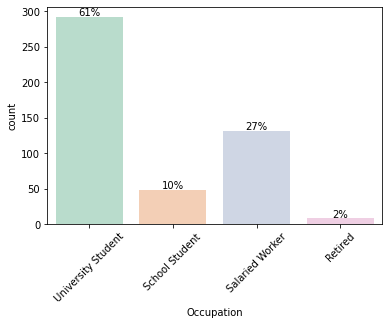 61%
10%
27%
2%
300
250
200
150
100
50
0
count
University Student
School Student
Salaried Worker
Retired
Occupation